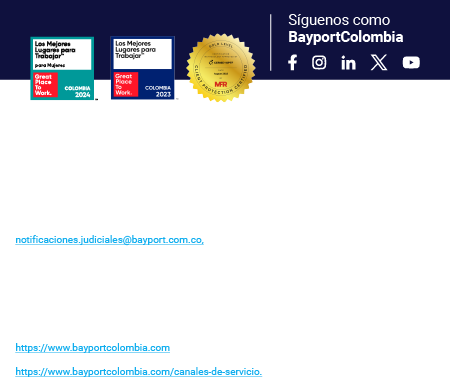 Síguenos como
BayportColombia
Los Mejores
Lugares para
Trabajar™
para Mujeres
Great
Place
To
Work.
COLOMBIA
2024
Los Mejores
Lugares para
Trabajar™
Great
Place
To
Work.
COLOMBIA
2023
GOLD LEVEL
CLIENT PROTECTION CERTIFIED
MFR
notificaciones.judiciales@bayport.com.co,
https://www.bayportcolombia.com
https://www.bayportcolombia.com/canales-de-servicio.